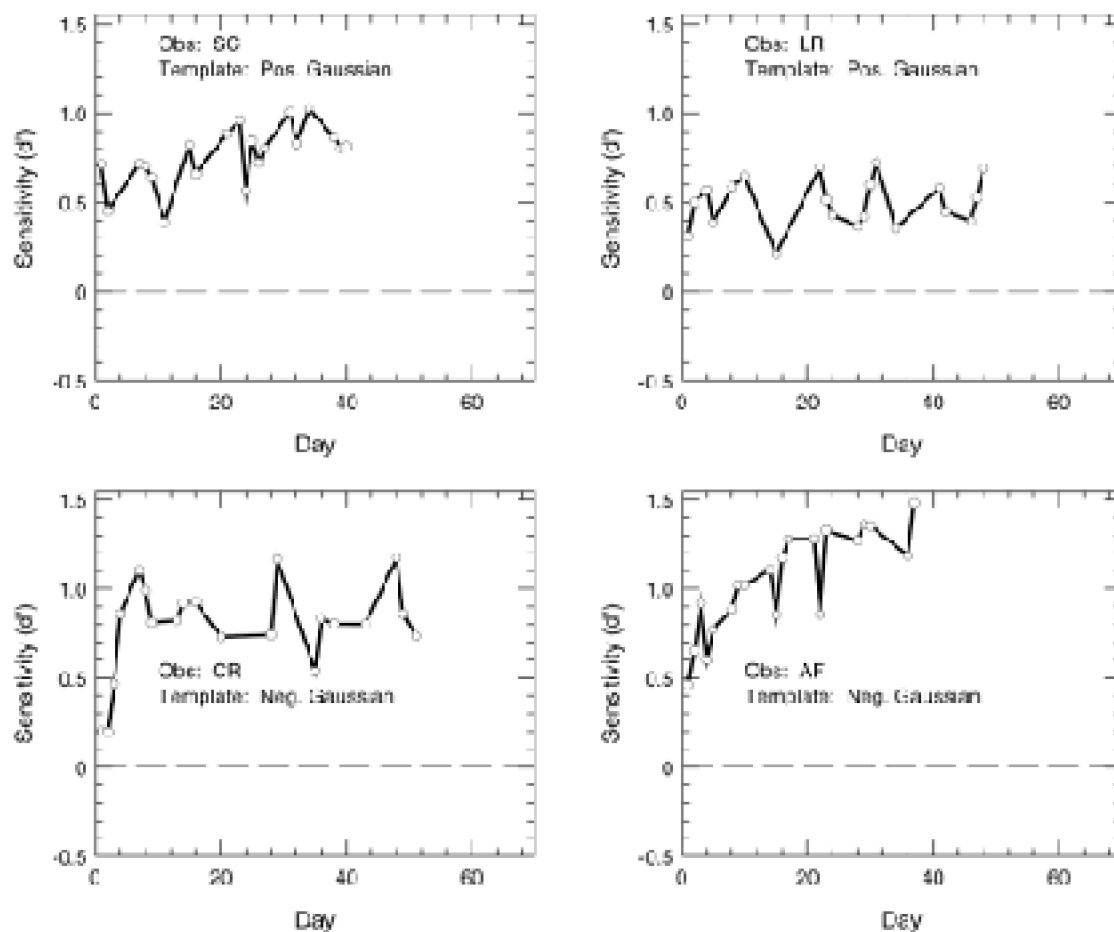 1.5
Obs: SC
Template: Pos. Gaussian
1.0
Sensitivity (d')
0.5
0
-0.5
0 20 40 60
Day
1.5
Obs: LR
Template: Pos. Gaussian
1.0
Sensitivity (d')
0.5
0
-0.5
0 20 40 60
Day
1.5
1.0
Sensitivity (d')
Obs: CR
0.5
Template: Neg. Gaussian
0
-0.5
0 20 40 60
Day
1.5
1.0
Sensitivity (d')
Obs: AF
0.5
Template: Neg. Gaussian
0
-0.5
0 20 40 60
Day